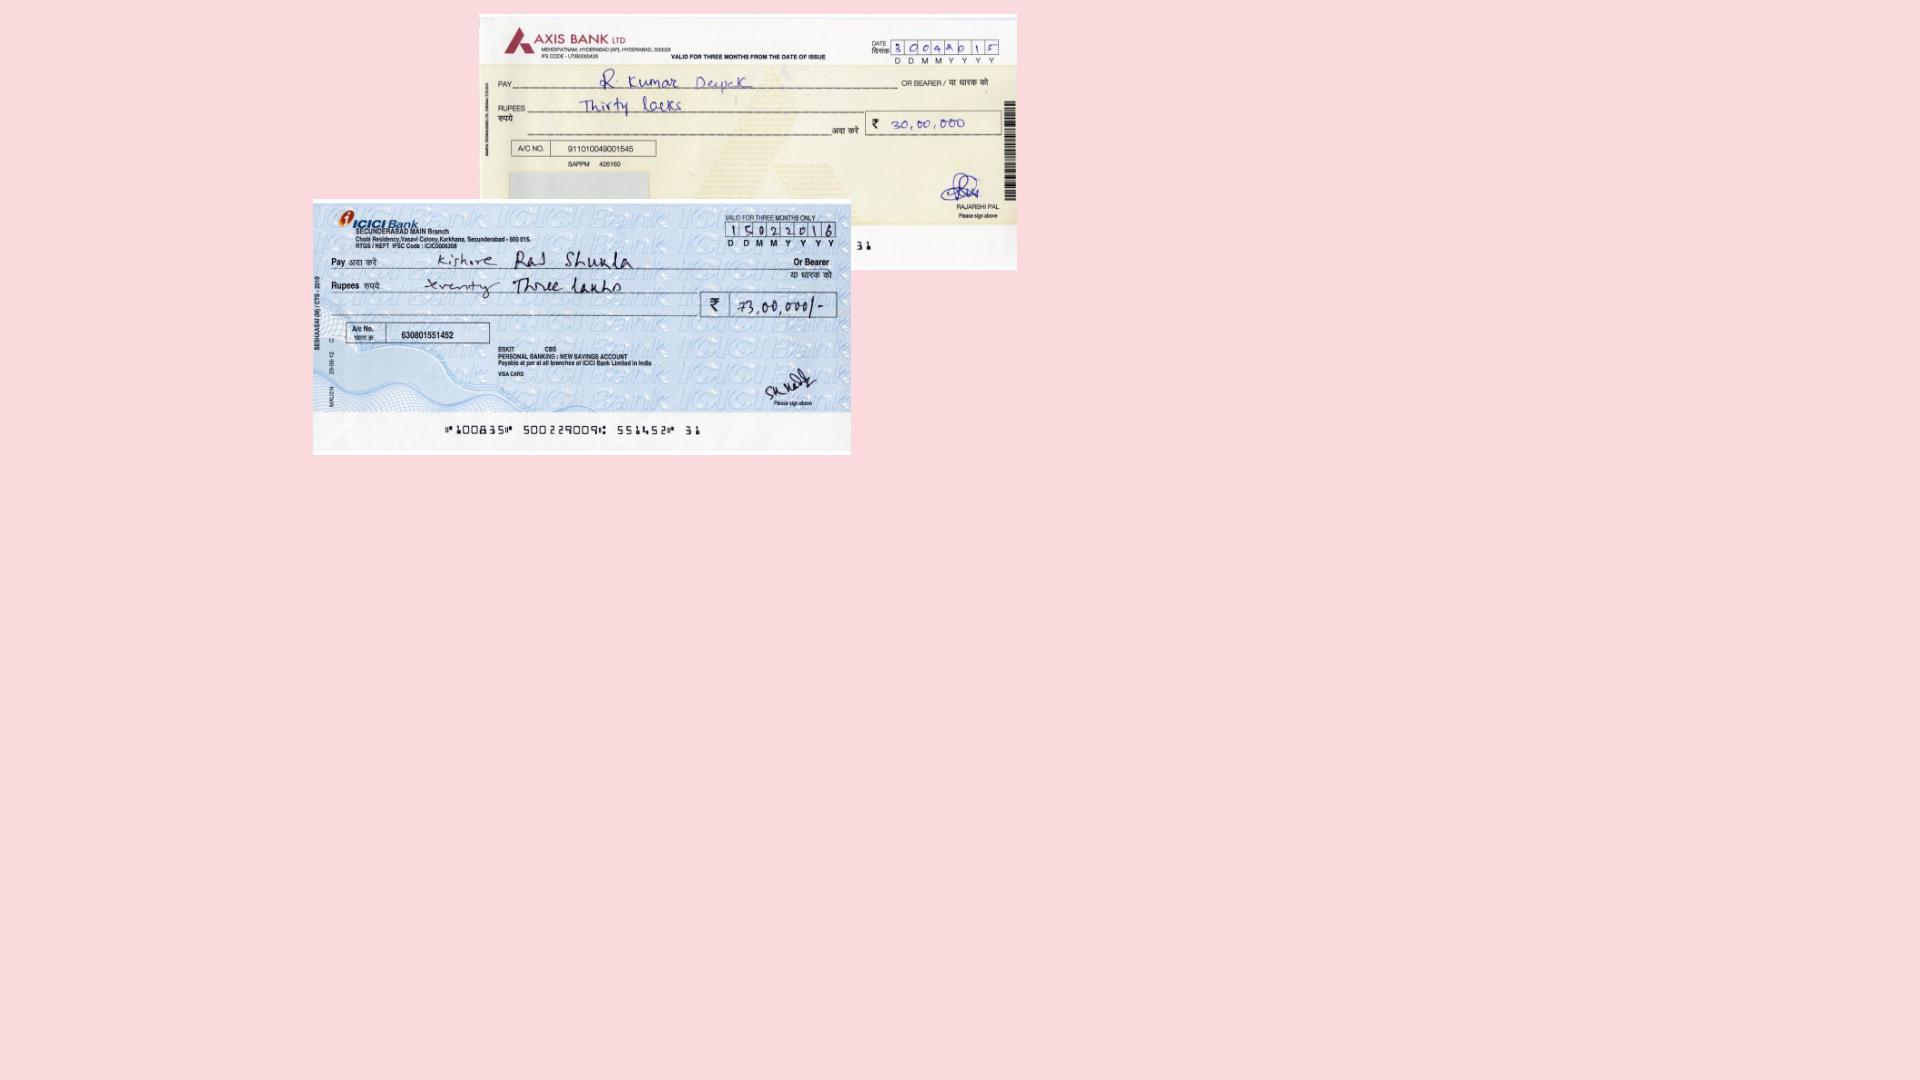 AXIS BANK LTD
MEHDIPATNAM, HYDERABAD [AP], HYDERABAD, 500028
IFS CODE - UTIB0000426
VALID FOR THREE MONTHS FROM THE DATE OF ISSUE
DATE 3 0 0 4 2 0 1 5
दिनांक
D D M M Y Y Y Y
PAY R. Kumar Deepak OR BEARER / या धारक को
RUPEES Thirty lacks
रुपये
अदा करें ₹ 30,00,000
A/C NO. 911010049001545
SAPPM 426160
RAJARSHI PAL
Please sign above
31
ICICI Bank
SECUNDERABAD MAIN Branch
Chola Residency,Vasavi Colony,Karkhana, Secunderabad - 500 015.
RTGS / NEFT IFSC Code : ICIC0006308
VALID FOR THREE MONTHS ONLY
1 5 0 2 2 0 1 6
D D M M Y Y Y Y
Pay अदा करें Kishore Raj Shukla Or Bearer
या धारक को
Rupees रुपये seventy Three lakhs
₹ 73,00,000/-
A/c No. 630801551452
खाता क्र.
SESHAASAI (M) / CTS - 2010
BSKIT CBS
PERSONAL BANKING : NEW SAVINGS ACCOUNT
Payable at par at all branches of ICICI Bank Limited in India
VISA CARD
Please sign above
⑈100835⑈ 500229009⑆ 551452⑈ 31